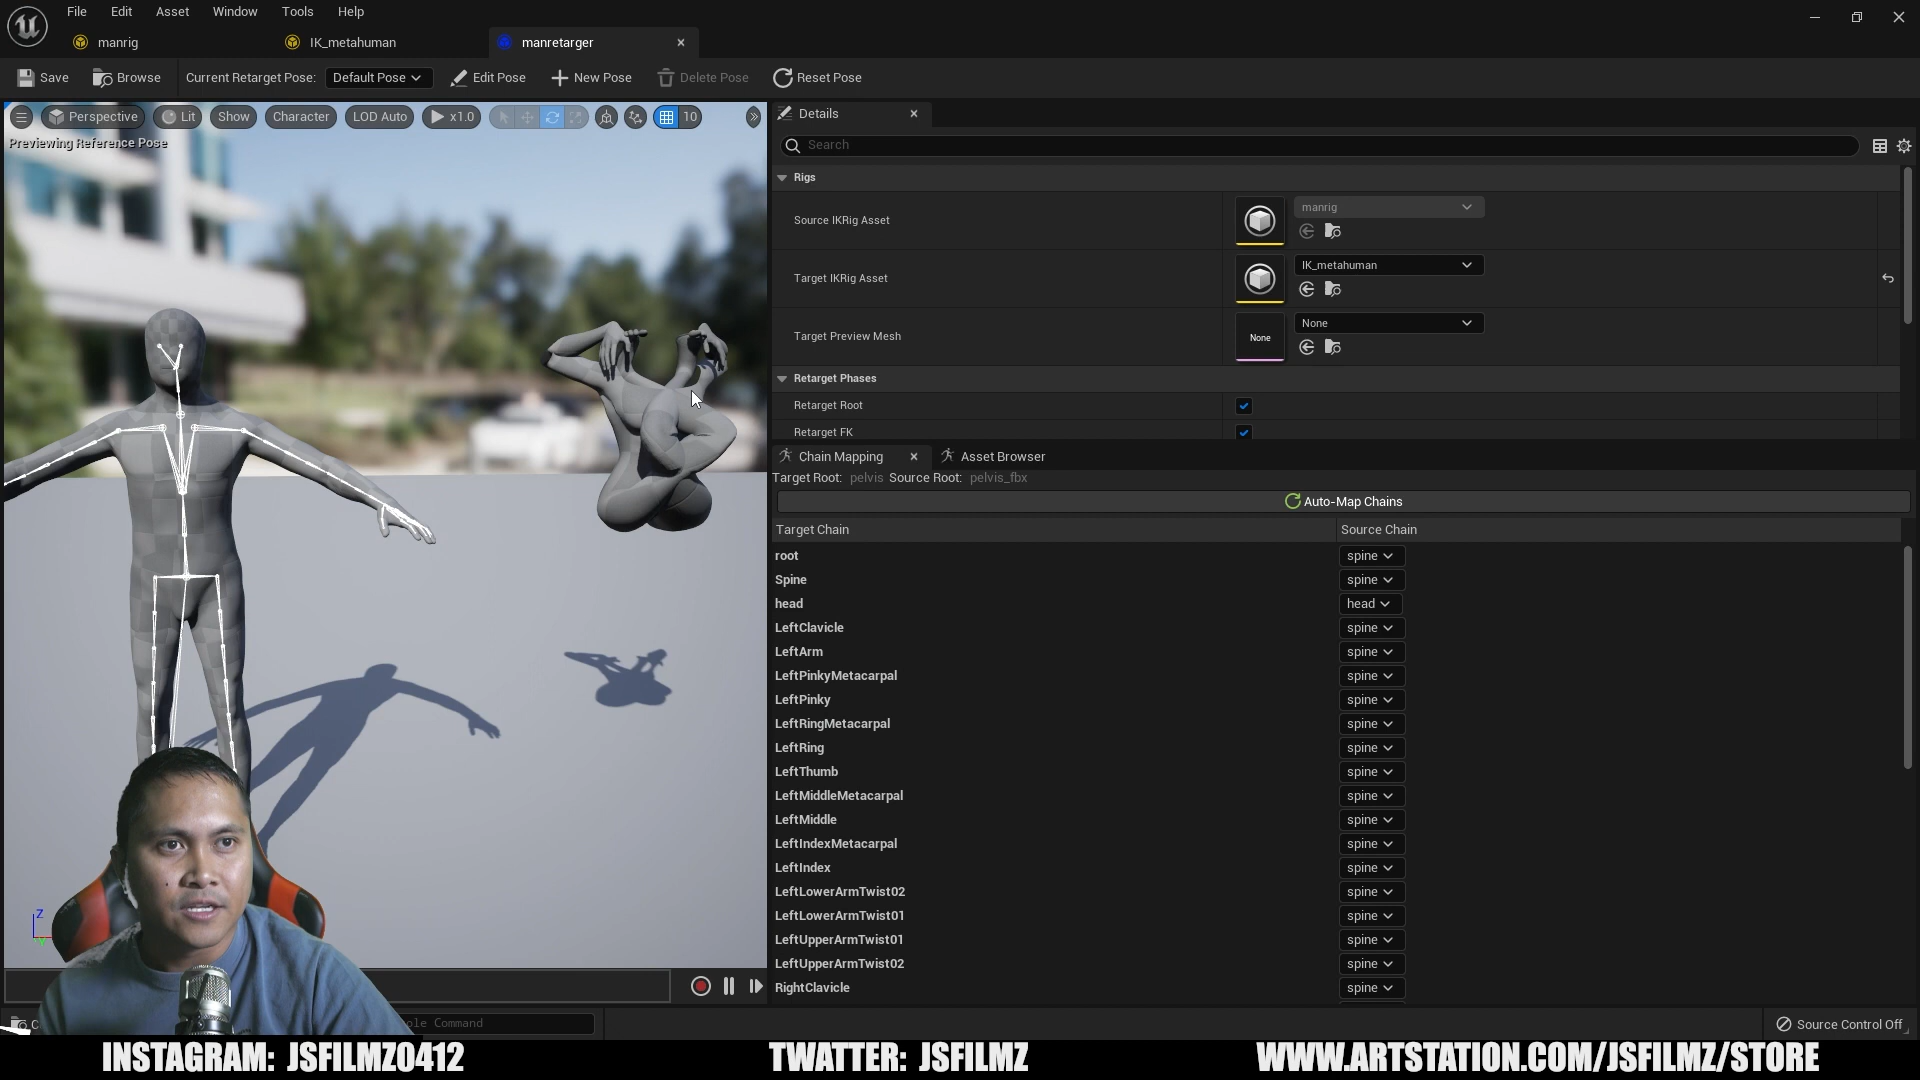 File Edit Asset Window Tools Help
manrig IK_metahuman manretarger
Save Browse Current Retarget Pose: Default Pose Edit Pose New Pose Delete Pose Reset Pose
Perspective Lit Show Character LOD Auto x1.0 10
Previewing Reference Pose
Details
Search
Rigs
Source IKRig Asset manrig
Target IKRig Asset IK_metahuman
Target Preview Mesh None None
Retarget Phases
Retarget Root
Retarget FK
Chain Mapping Asset Browser
Target Root: pelvis Source Root: pelvis_fbx
Auto-Map Chains
Target Chain Source Chain
root spine
Spine spine
head head
LeftClavicle spine
LeftArm spine
LeftPinkyMetacarpal spine
LeftPinky spine
LeftRingMetacarpal spine
LeftRing spine
LeftThumb spine
LeftMiddleMetacarpal spine
LeftMiddle spine
LeftIndexMetacarpal spine
LeftIndex spine
LeftLowerArmTwist02 spine
LeftLowerArmTwist01 spine
LeftUpperArmTwist01 spine
LeftUpperArmTwist02 spine
RightClavicle spine
Z
Command
Source Control Off
INSTAGRAM: JSFILMZ0412 TWATTER: JSFILMZ WWW.ARTSTATION.COM/JSFILMZ/STORE